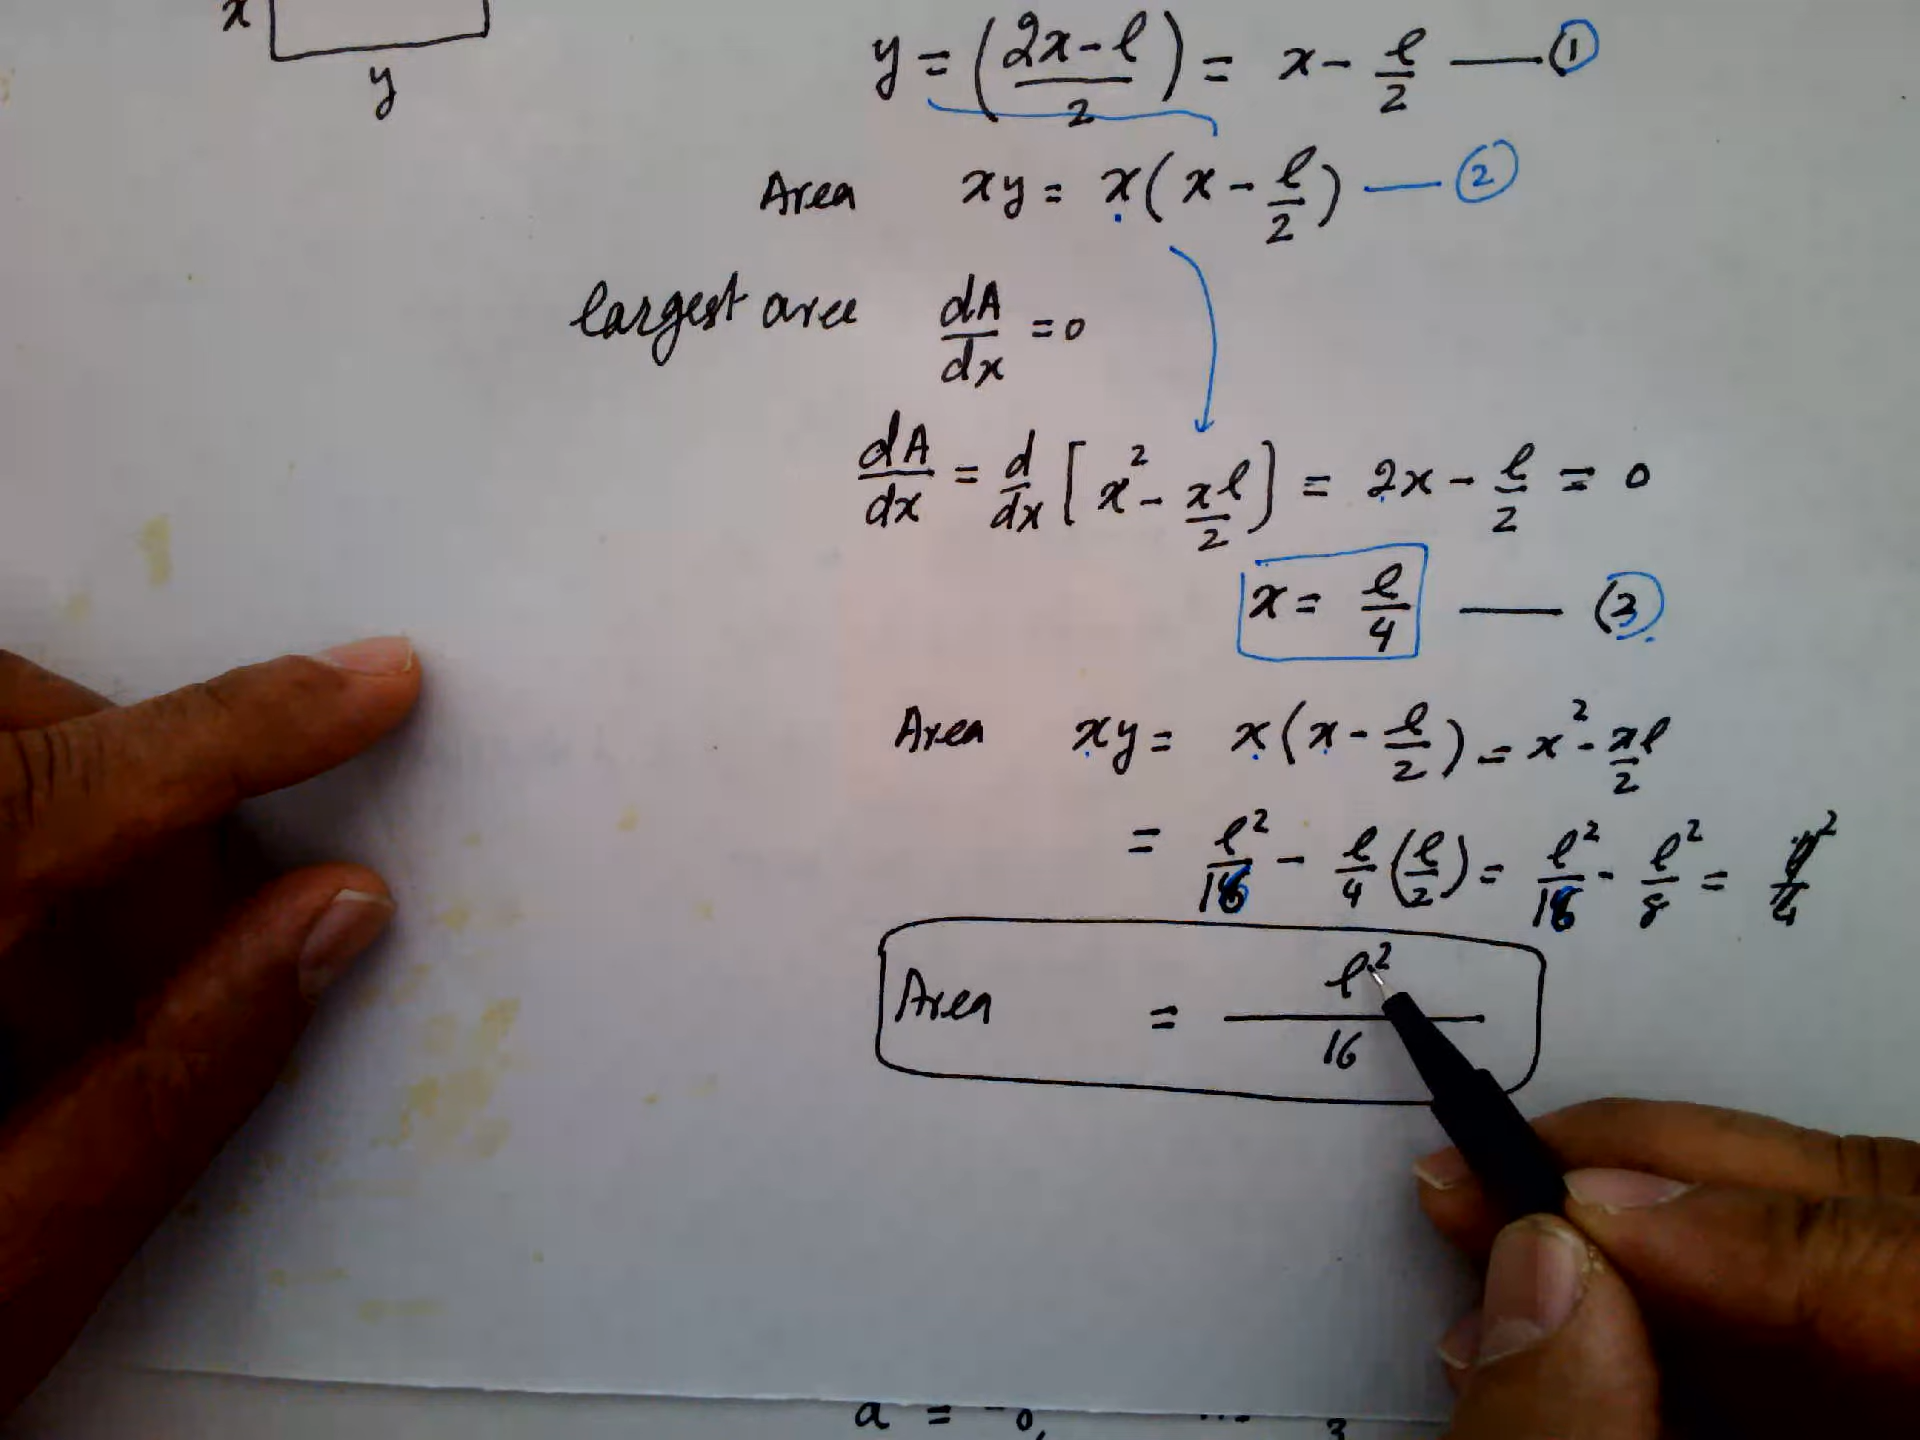 x
y
y = (2x - l / 2) = x - l/2 —— (1)
Area xy = x(x - l/2) —— (2)
largest area dA/dx = 0
dA/dx = d/dx [x² - xl/2] = 2x - l/2 = 0
x = l/4 —— (3)
Area xy = x(x - l/2) = x² - xl/2
= l²/16 - l/4 (l/2) = l²/16 - l²/8 =
Area = l²/16
a =